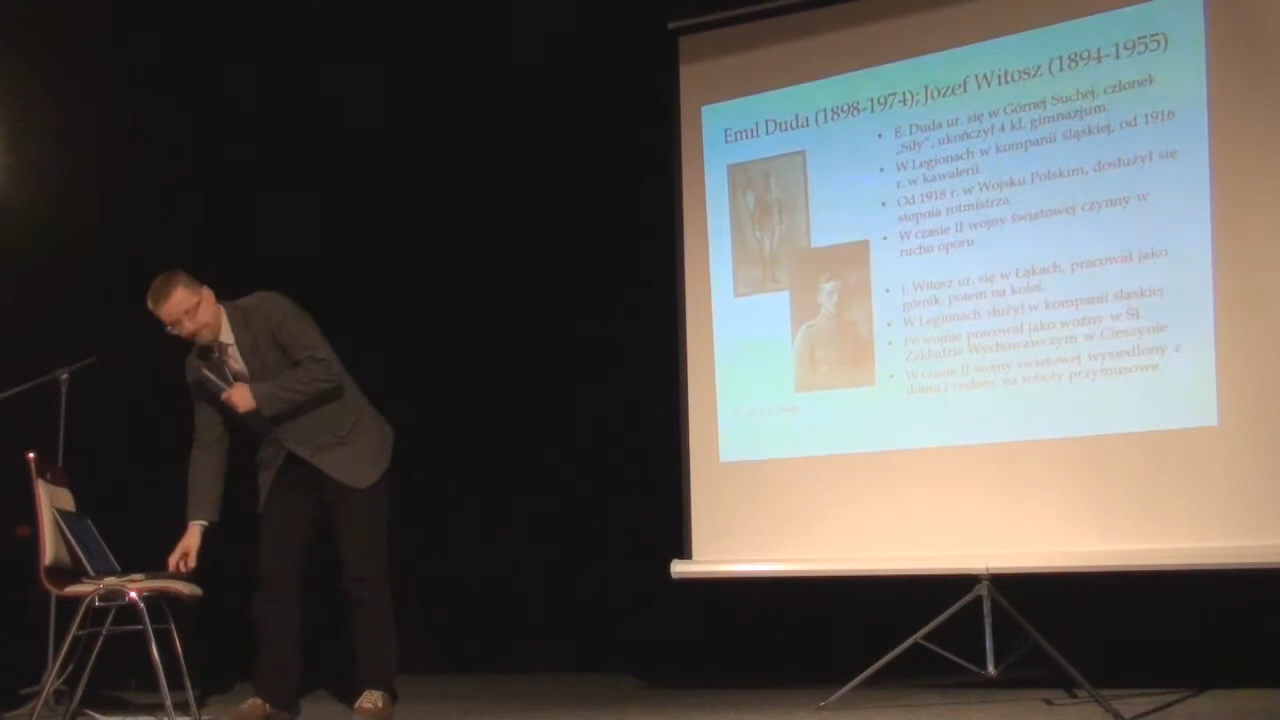 Emil Duda (1898-1974); Józef Witosz (1894-1955)
• E. Duda ur. się w Górnej Suchej, członek
„Siły”, ukończył 4 kl. gimnazjum.
• W Legionach w kompanii śląskiej, od 1916
r. w kawalerii.
• Od 1918 r. w Wojsku Polskim, dosłużył się
stopnia rotmistrza
• W czasie II wojny światowej czynny w
ruchu oporu
• J. Witosz ur. się w Łąkach, pracował jako
górnik, potem na kolei.
• W Legionach służył w kompanii śląskiej
• Po wojnie pracował jako woźny w Śl.
Zakładzie Wychowawczym w Cieszynie
• W czasie II wojny światowej wysiedlony z
domu i zesłany na roboty przymusowe.